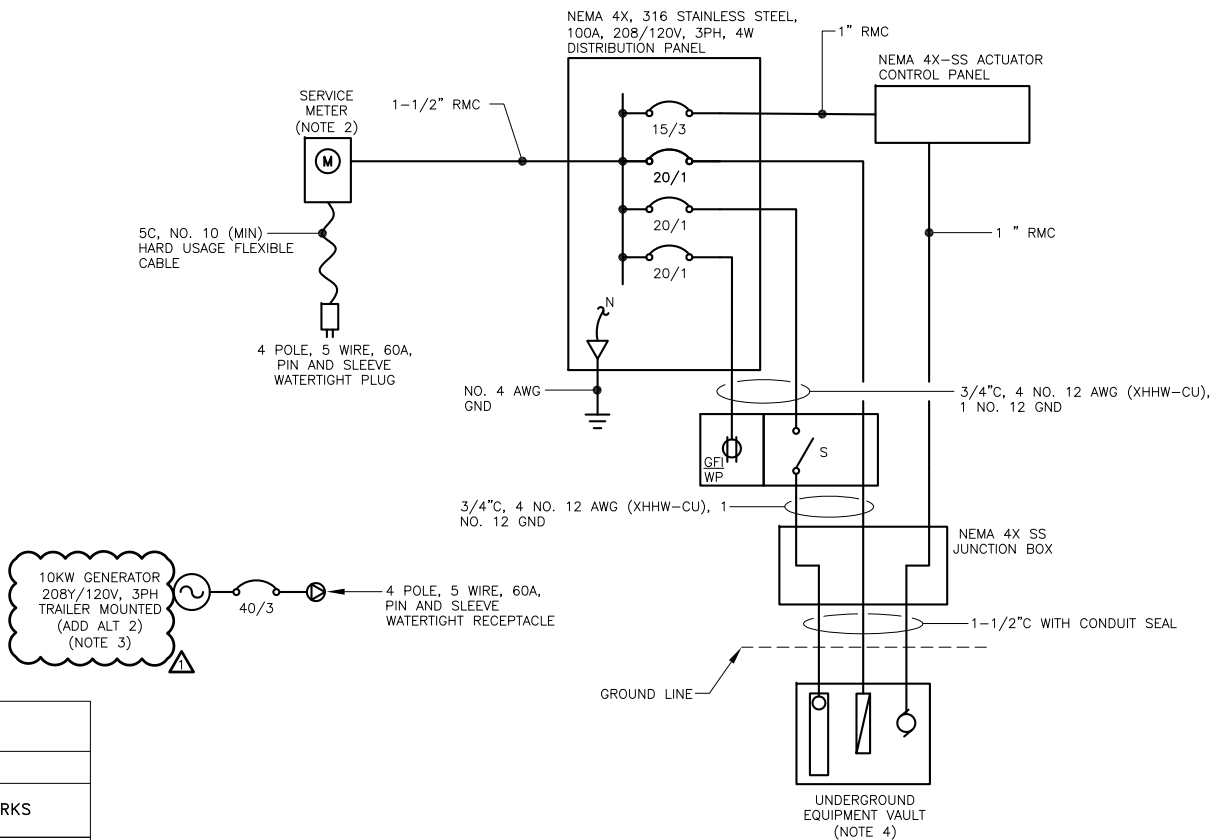 NEMA 4X, 316 STAINLESS STEEL,
100A, 208/120V, 3PH, 4W
DISTRIBUTION PANEL
1" RMC
NEMA 4X-SS ACTUATOR
CONTROL PANEL
SERVICE
METER
(NOTE 2)
1-1/2" RMC
M
15/3
20/1
20/1
20/1
5C, NO. 10 (MIN)
HARD USAGE FLEXIBLE
CABLE
1 " RMC
N
4 POLE, 5 WIRE, 60A,
PIN AND SLEEVE
WATERTIGHT PLUG
NO. 4 AWG
GND
3/4"C, 4 NO. 12 AWG (XHHW-CU),
1 NO. 12 GND
GFI
WP
S
3/4"C, 4 NO. 12 AWG (XHHW-CU), 1
NO. 12 GND
NEMA 4X SS
JUNCTION BOX
10KW GENERATOR
208Y/120V, 3PH
TRAILER MOUNTED
(ADD ALT 2)
(NOTE 3)
1
40/3
4 POLE, 5 WIRE, 60A,
PIN AND SLEEVE
WATERTIGHT RECEPTACLE
1-1/2"C WITH CONDUIT SEAL
GROUND LINE
UNDERGROUND
EQUIPMENT VAULT
(NOTE 4)
RKS